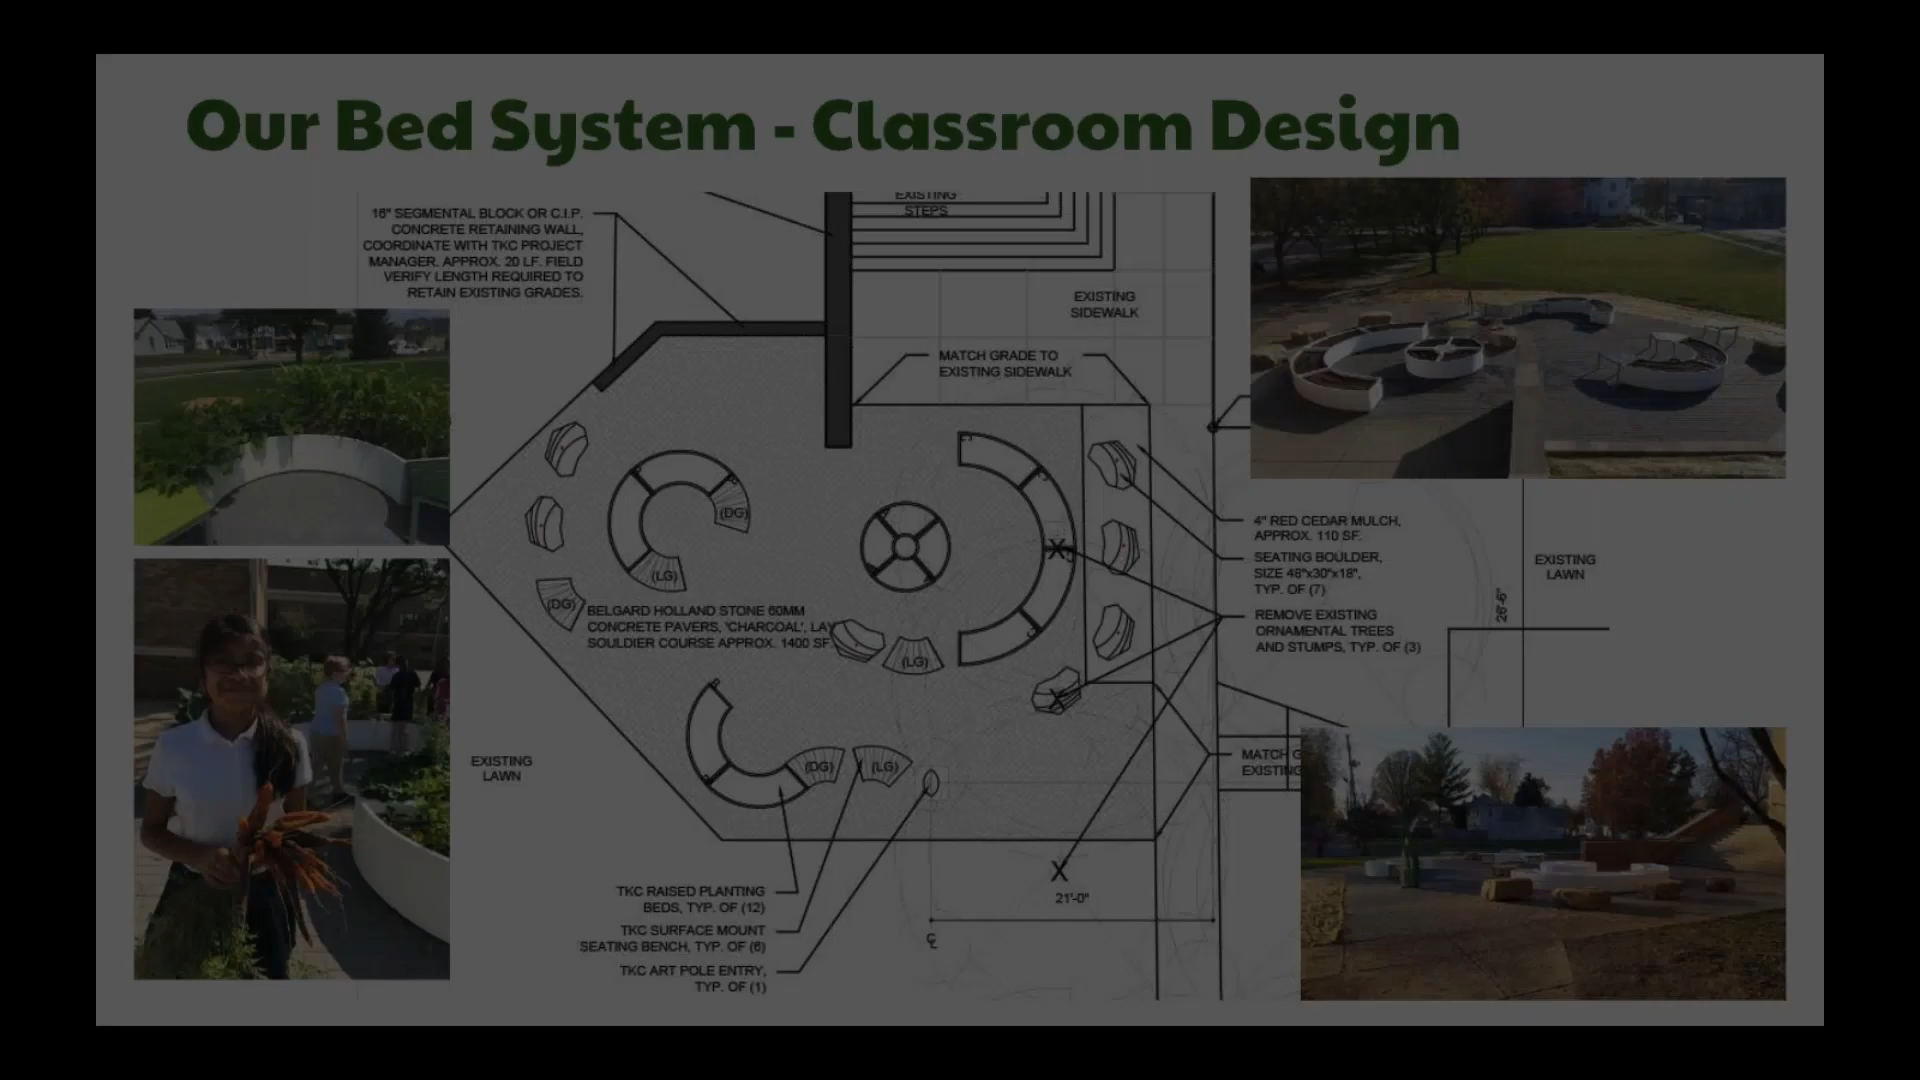 Our Bed System - Classroom Design
16" SEGMENTAL BLOCK OR C.I.P.
CONCRETE RETAINING WALL,
COORDINATE WITH TKC PROJECT
MANAGER. APPROX. 20 LF. FIELD
VERIFY LENGTH REQUIRED TO
RETAIN EXISTING GRADES.
EXISTING
STEPS
EXISTING
SIDEWALK
MATCH GRADE TO
EXISTING SIDEWALK
(DG)
(LG)
(DG)
BELGARD HOLLAND STONE 60MM
CONCRETE PAVERS, 'CHARCOAL', LAY
SOULDIER COURSE APPROX. 1400 SF.
(LG)
4" RED CEDAR MULCH,
APPROX. 110 SF.
SEATING BOULDER,
SIZE 48"x30"x18",
TYP. OF (7)
REMOVE EXISTING
ORNAMENTAL TREES
AND STUMPS, TYP. OF (3)
EXISTING
LAWN
26'-6"
X
X
EXISTING
LAWN
(DG)
(LG)
MATCH G
EXISTING
X
21'-0"
TKC RAISED PLANTING
BEDS, TYP. OF (12)
TKC SURFACE MOUNT
SEATING BENCH, TYP. OF (6)
TKC ART POLE ENTRY,
TYP. OF (1)